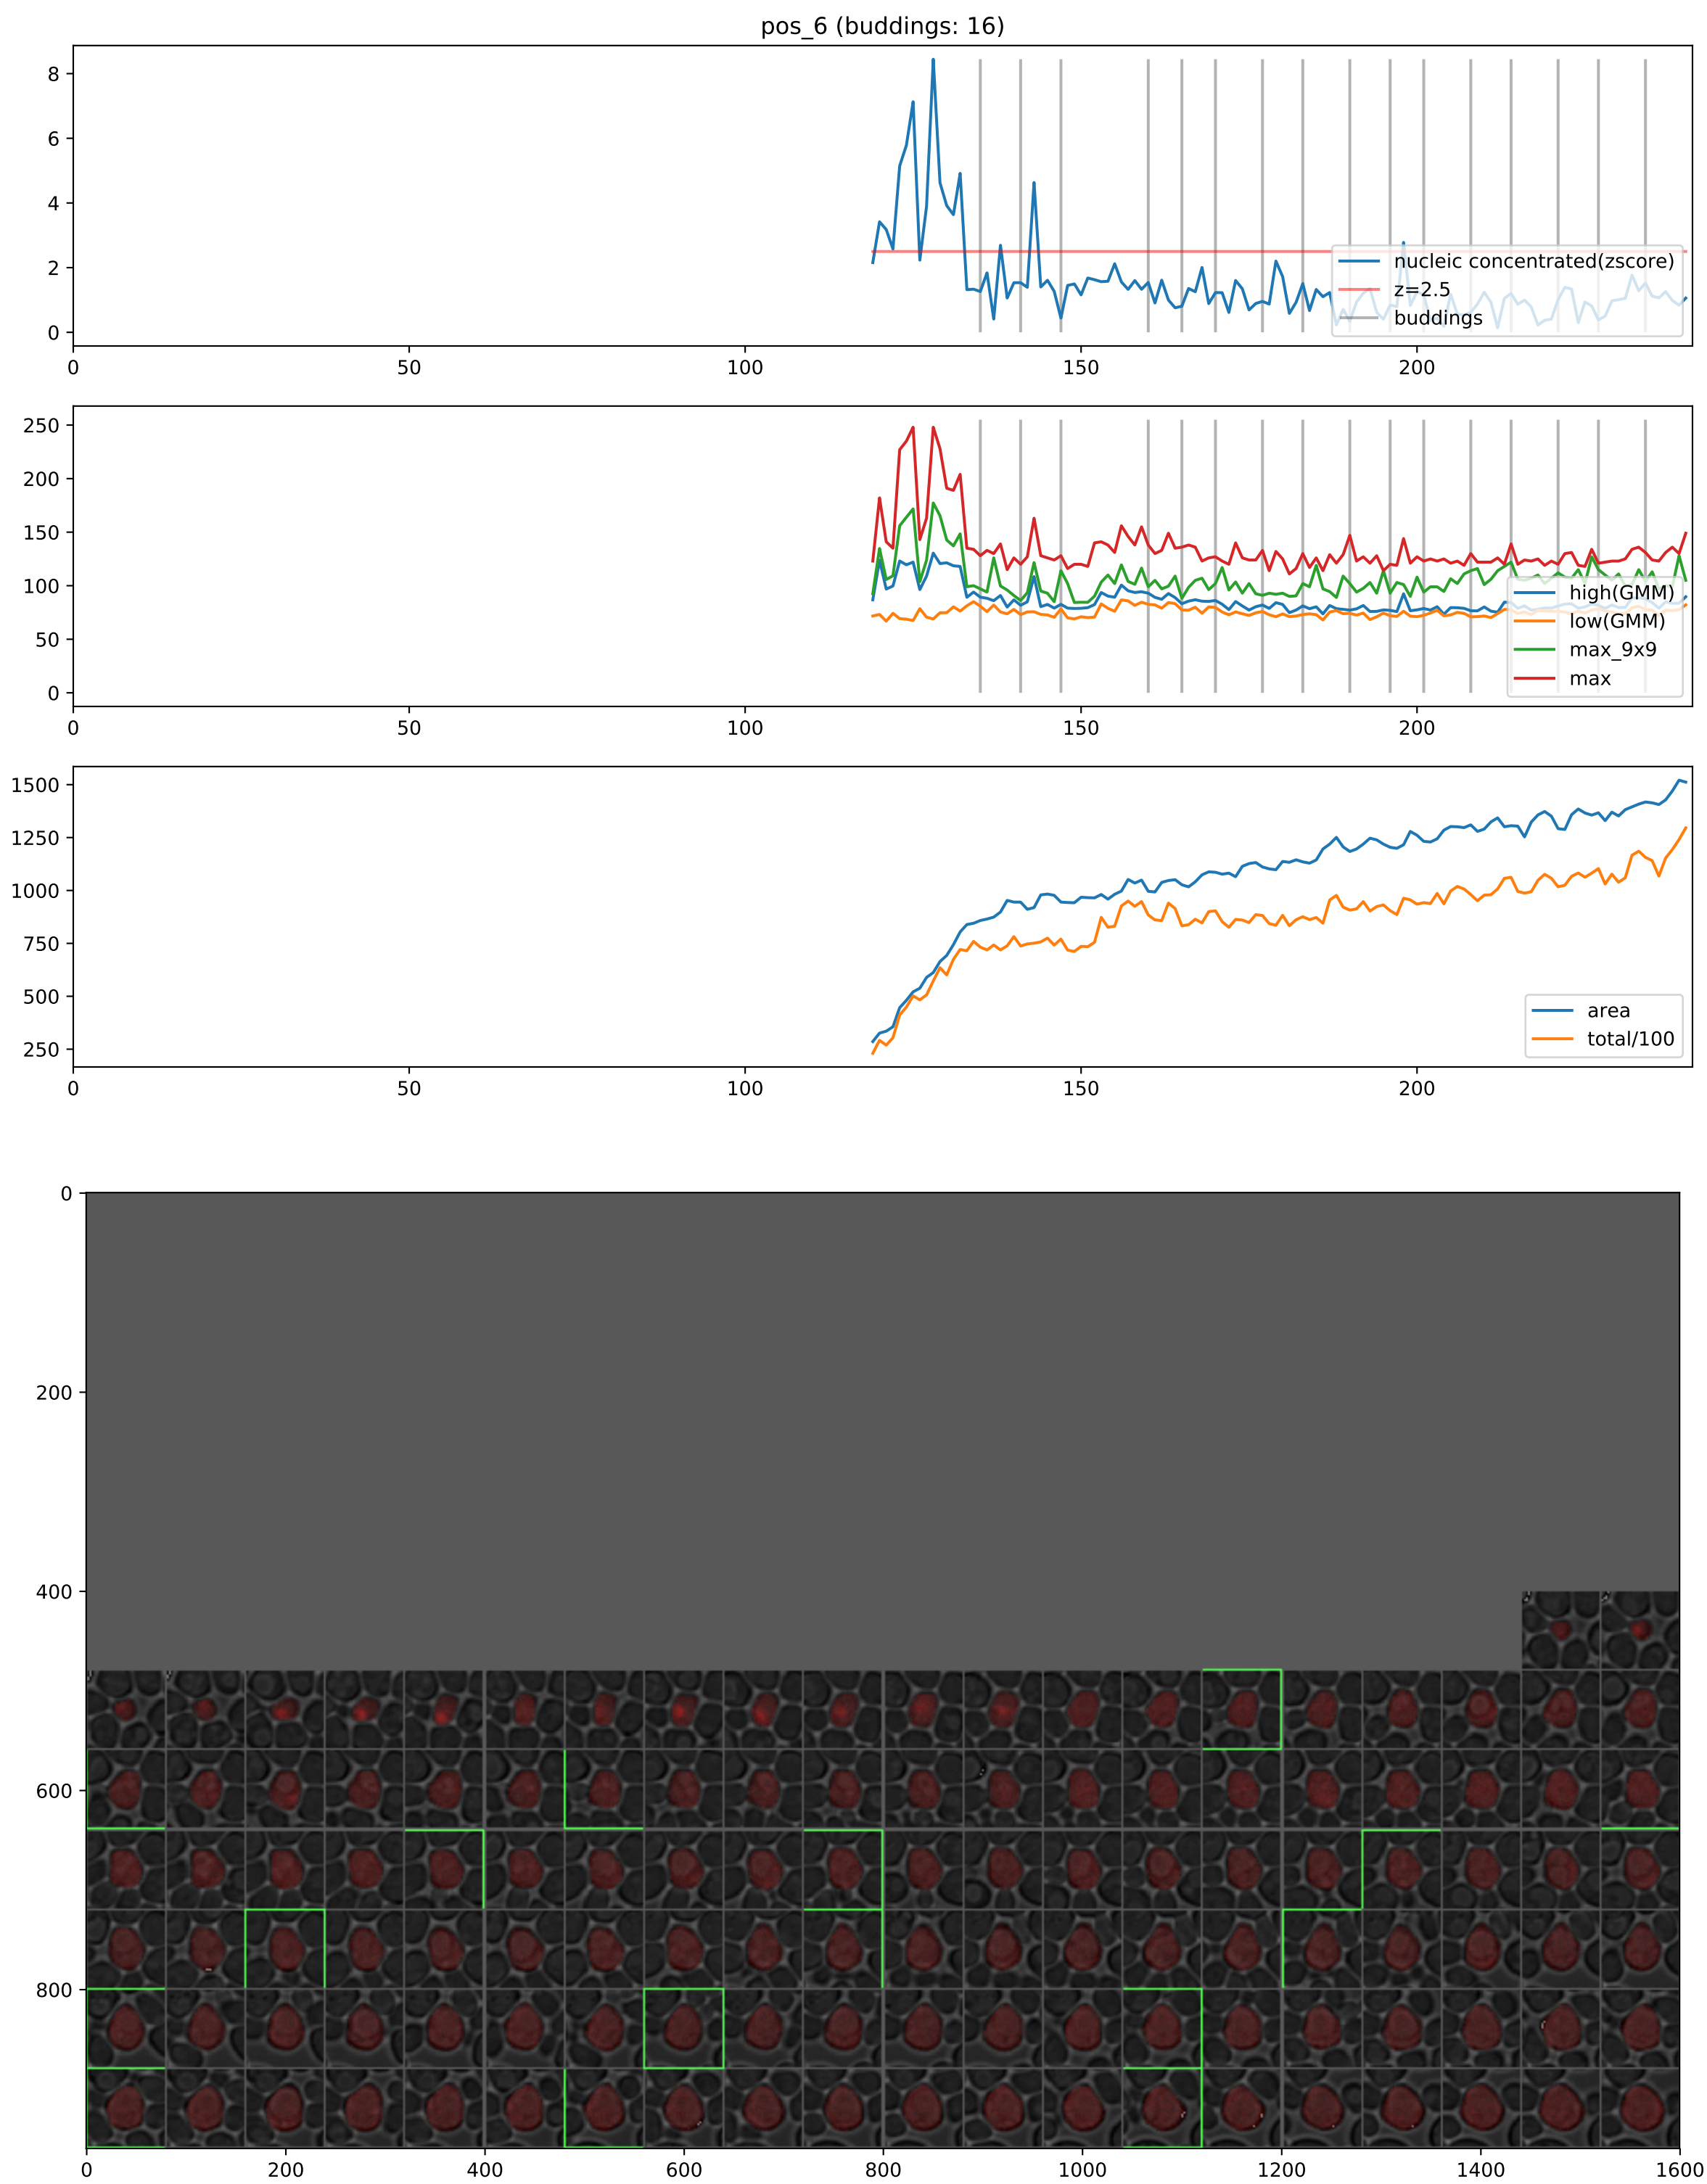 pos_6 (buddings: 16)
8
6
4
2
0
nucleic concentrated(zscore)
z=2.5
buddings
0 50 100 150 200
250
200
150
100
50
0
high(GMM)
low(GMM)
max_9x9
max
0 50 100 150 200
1500
1250
1000
750
500
250
area
total/100
0 50 100 150 200
0
200
400
600
800
0 200 400 600 800 1000 1200 1400 1600